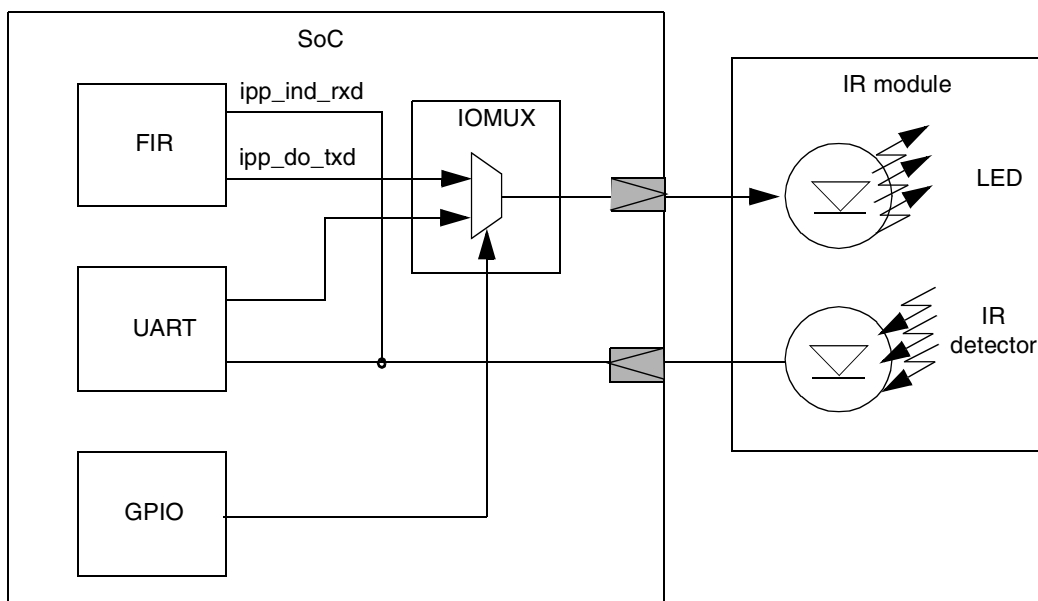 SoC
ipp_ind_rxd
FIR
ipp_do_txd
IOMUX
UART
GPIO
IR module
LED
IR
detector